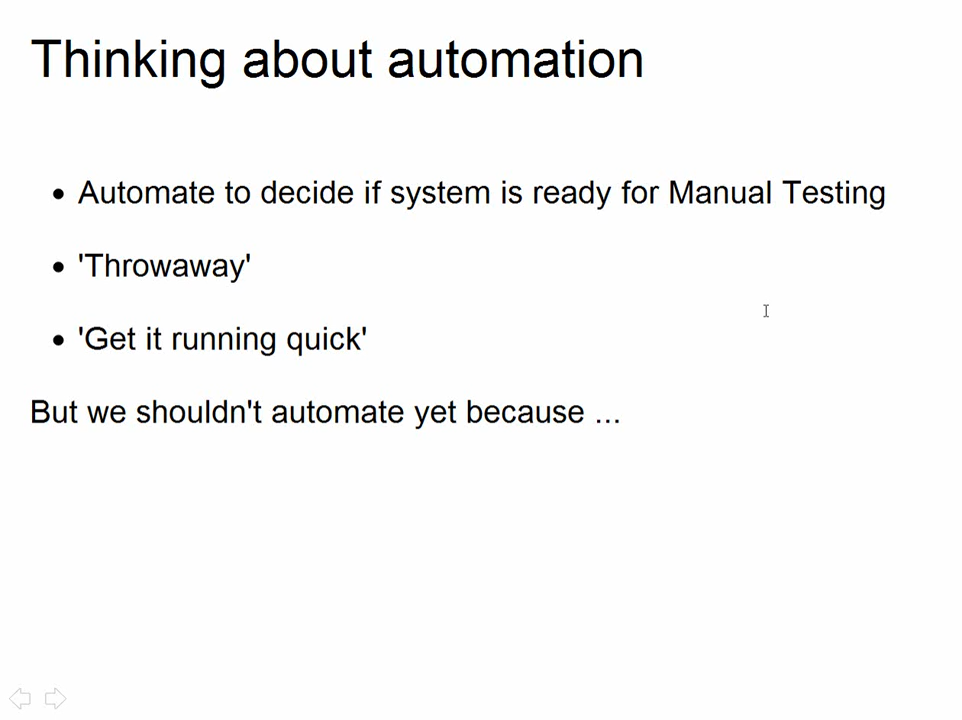 Thinking about automation
• Automate to decide if system is ready for Manual Testing
• 'Throwaway'
• 'Get it running quick'
But we shouldn't automate yet because ...